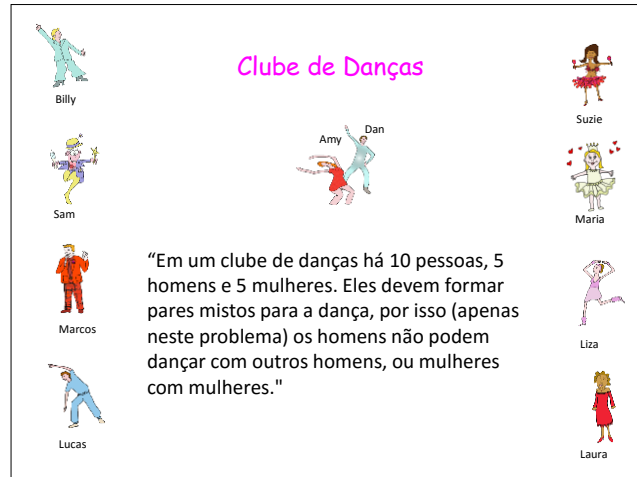 Clube de Danças
Billy
Suzie
Amy
Dan
Sam
Maria
"Em um clube de danças há 10 pessoas, 5
homens e 5 mulheres. Eles devem formar
pares mistos para a dança, por isso (apenas
neste problema) os homens não podem
dançar com outros homens, ou mulheres
com mulheres."
Marcos
Liza
Lucas
Laura